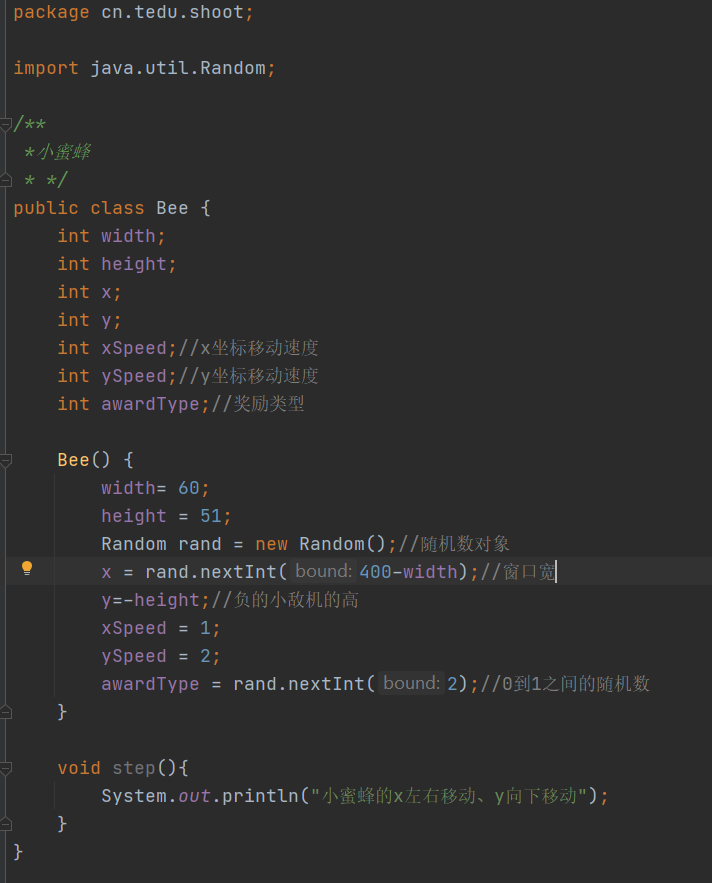 package cn.tedu.shoot;
import java.util.Random;
/**
*小蜜蜂
* */
public class Bee {
int width;
int height;
int x;
int y;
int xSpeed;//x坐标移动速度
int ySpeed;//y坐标移动速度
int awardType;//奖励类型
Bee() {
width= 60;
height = 51;
Random rand = new Random();//随机数对象
x = rand.nextInt( bound: 400-width);//窗口宽
y=-height;//负的小敌机的高
xSpeed = 1;
ySpeed = 2;
awardType = rand.nextInt( bound: 2);//0到1之间的随机数
}
void step(){
System.out.println("小蜜蜂的x左右移动、y向下移动");
}
}